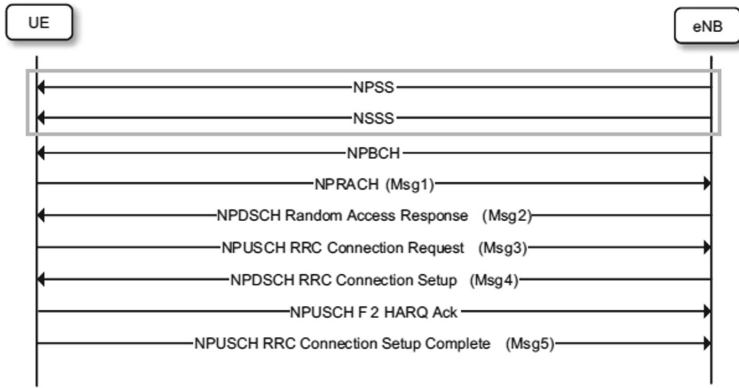 UE
eNB
NPSS
NSSS
NPBCH
NPRACH (Msg1)
NPDSCH Random Access Response (Msg2)
NPUSCH RRC Connection Request (Msg3)
NPDSCH RRC Connection Setup (Msg4)
NPUSCH F 2 HARQ Ack
NPUSCH RRC Connection Setup Complete (Msg5)